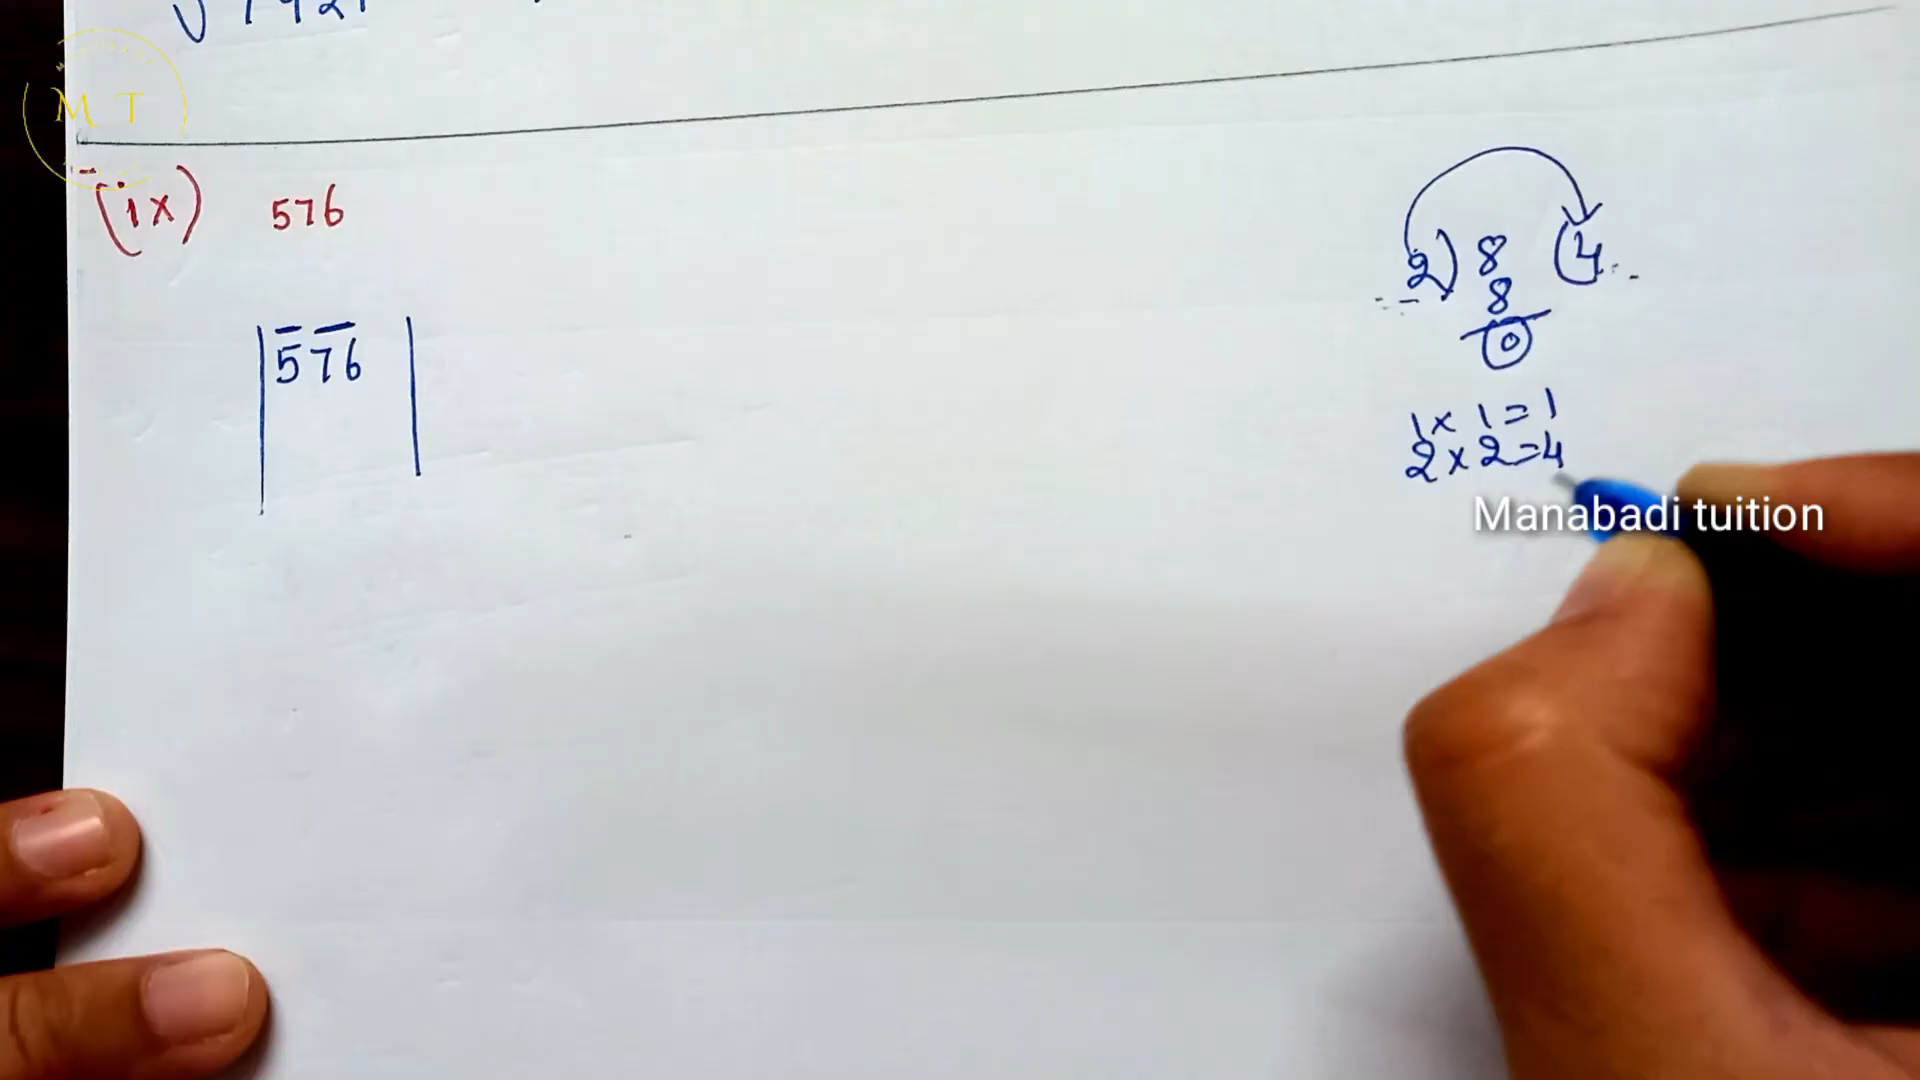 M T
(ix) 576
576
2) 8 (4
8
0
1 x 1 = 1
2 x 2 = 4
Manabadi tuition